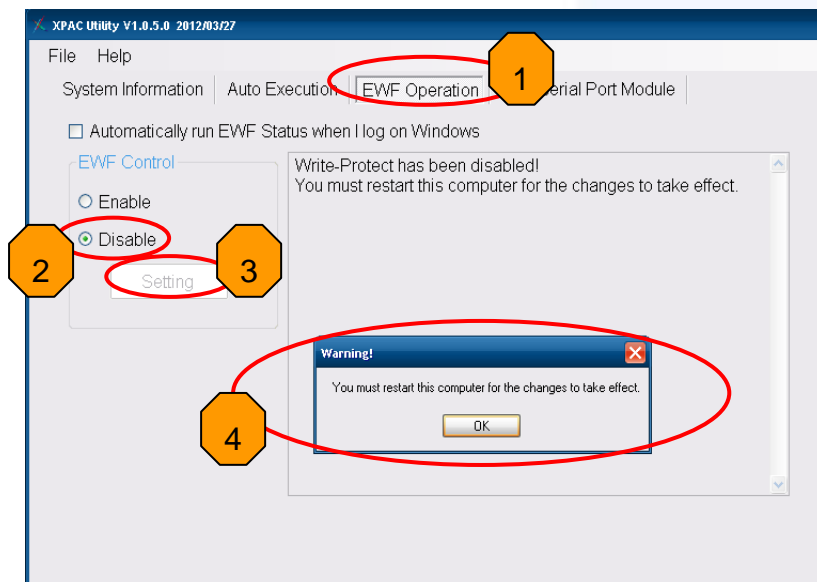 XPAC Utility V1.0.5.0 2012/03/27
File Help
System Information Auto Execution EWF Operation 1 erial Port Module
Automatically run EWF Status when I log on Windows
EWF Control
Enable
2 Disable
Setting 3
Write-Protect has been disabled!
You must restart this computer for the changes to take effect.
Warning!
You must restart this computer for the changes to take effect.
OK
4